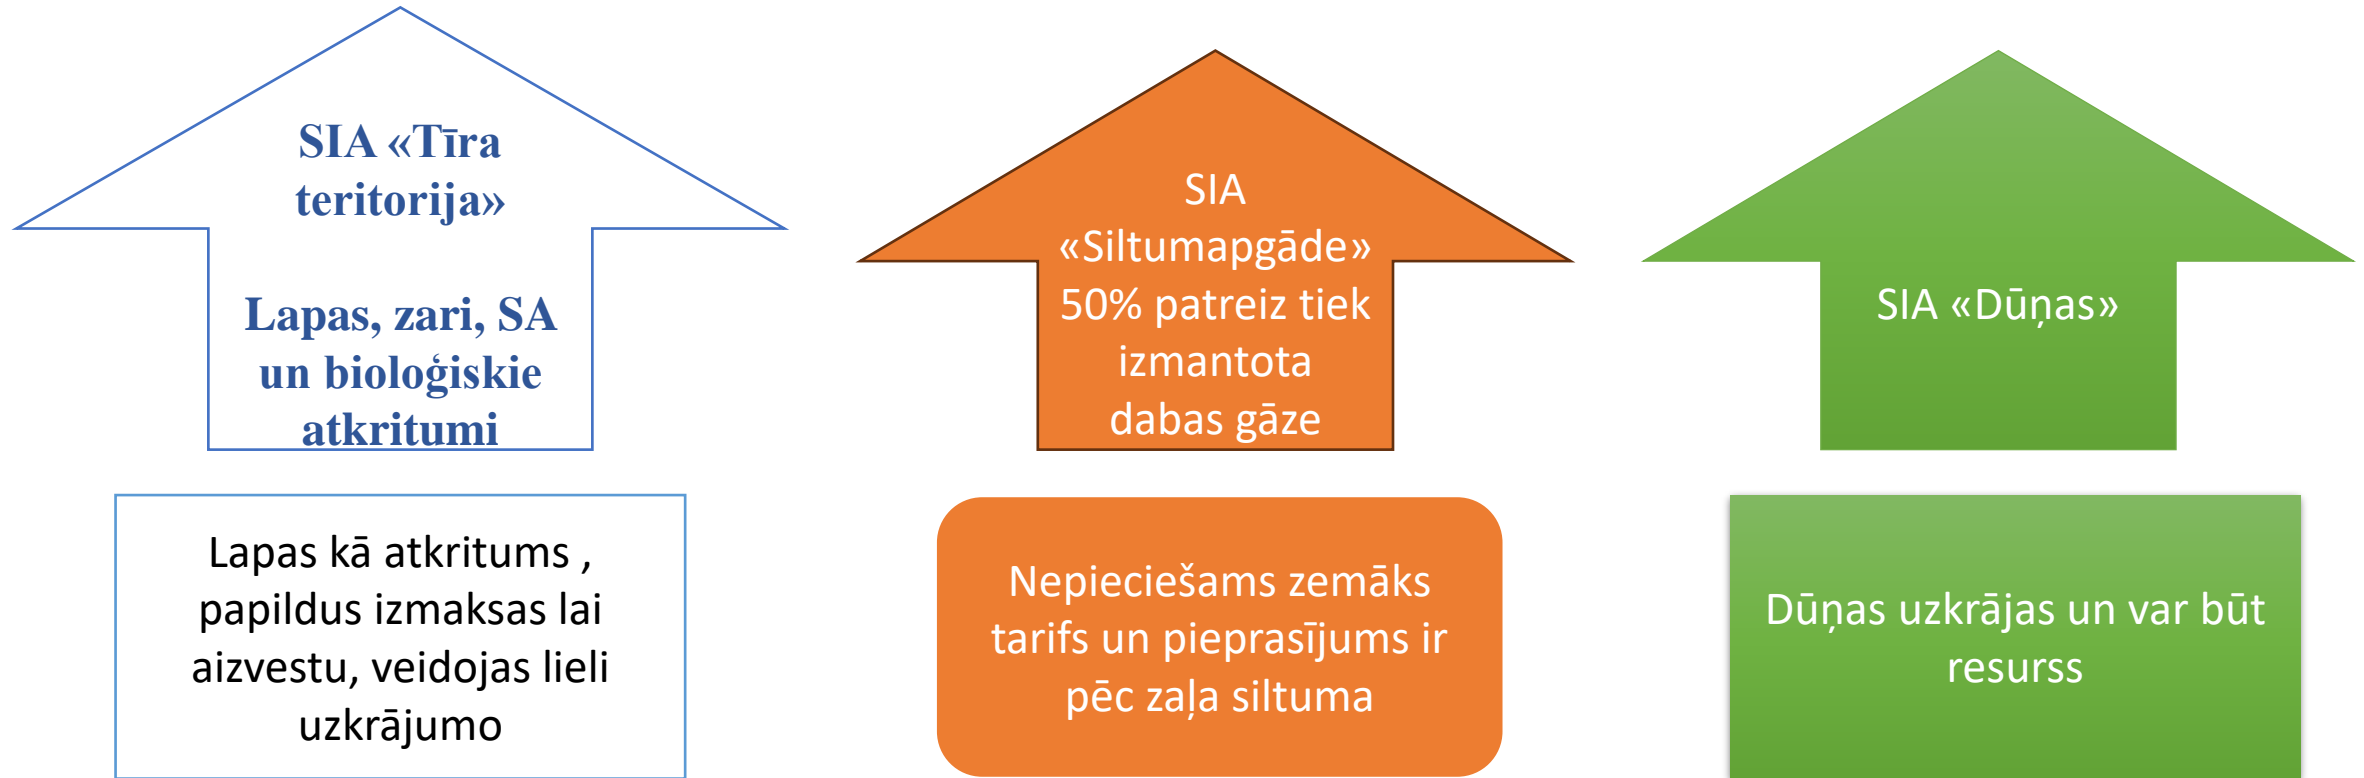 SIA «Tīra
teritorija»
Lapas, zari, SA
un bioloģiskie
atkritumi
SIA
«Siltumapgāde»
50% patreiz tiek
izmantota
dabas gāze
SIA «Dūņas»
Lapas kā atkritums ,
papildus izmaksas lai
aizvestu, veidojas lieli
uzkrājumo
Nepieciešams zemāks
tarifs un pieprasījums ir
pēc zaļa siltuma
Dūņas uzkrājas un var būt
resurss